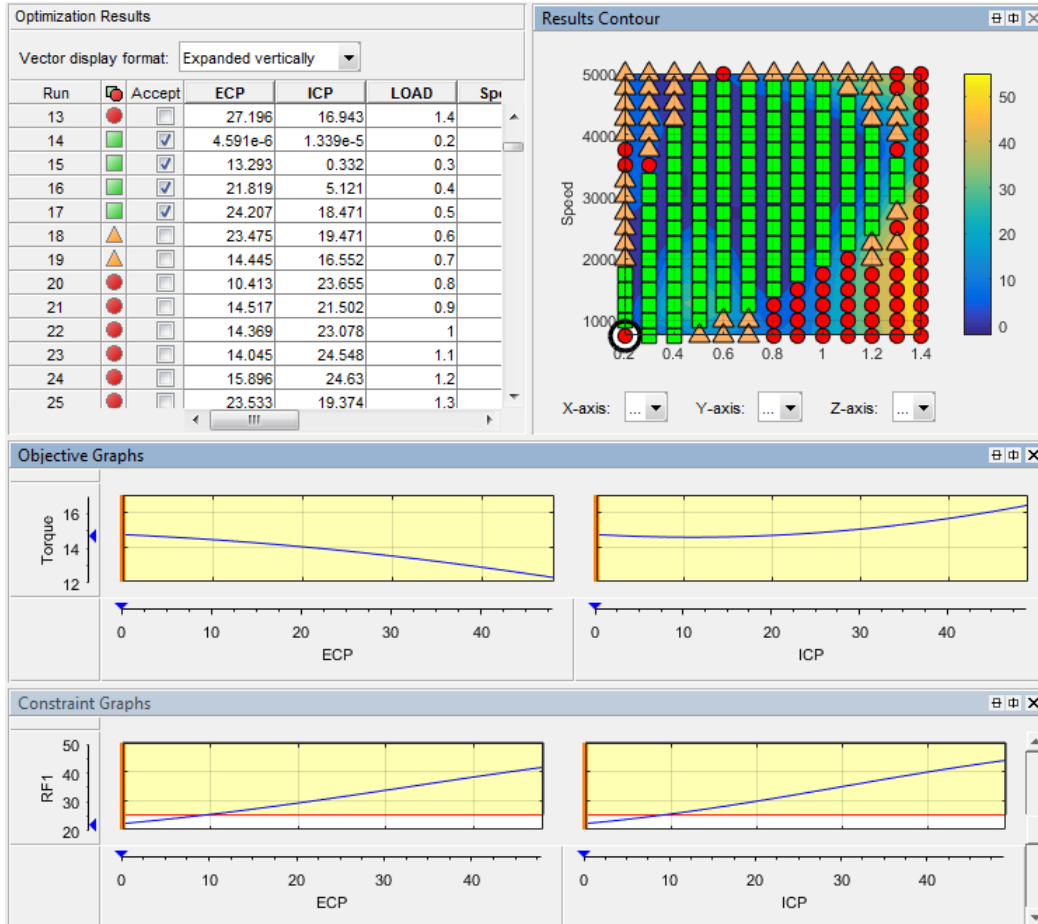 Optimization Results
Vector display format: Expanded vertically
Run Accept ECP ICP LOAD Spe
13 27.196 16.943 1.4
14 4.591e-6 1.339e-5 0.2
15 13.293 0.332 0.3
16 21.819 5.121 0.4
17 24.207 18.471 0.5
18 23.475 19.471 0.6
19 14.445 16.552 0.7
20 10.413 23.655 0.8
21 14.517 21.502 0.9
22 14.369 23.078 1
23 14.045 24.548 1.1
24 15.896 24.63 1.2
25 23.533 19.374 1.3
Results Contour
5000
4000
3000
2000
1000
Speed
0.2 0.4 0.6 0.8 1 1.2 1.4
50
40
30
20
10
0
X-axis: ... Y-axis: ... Z-axis: ...
Objective Graphs
Torque
16
14
12
0 10 20 30 40
ECP
0 10 20 30 40
ICP
Constraint Graphs
RF1
50
40
30
20
0 10 20 30 40
ECP
0 10 20 30 40
ICP